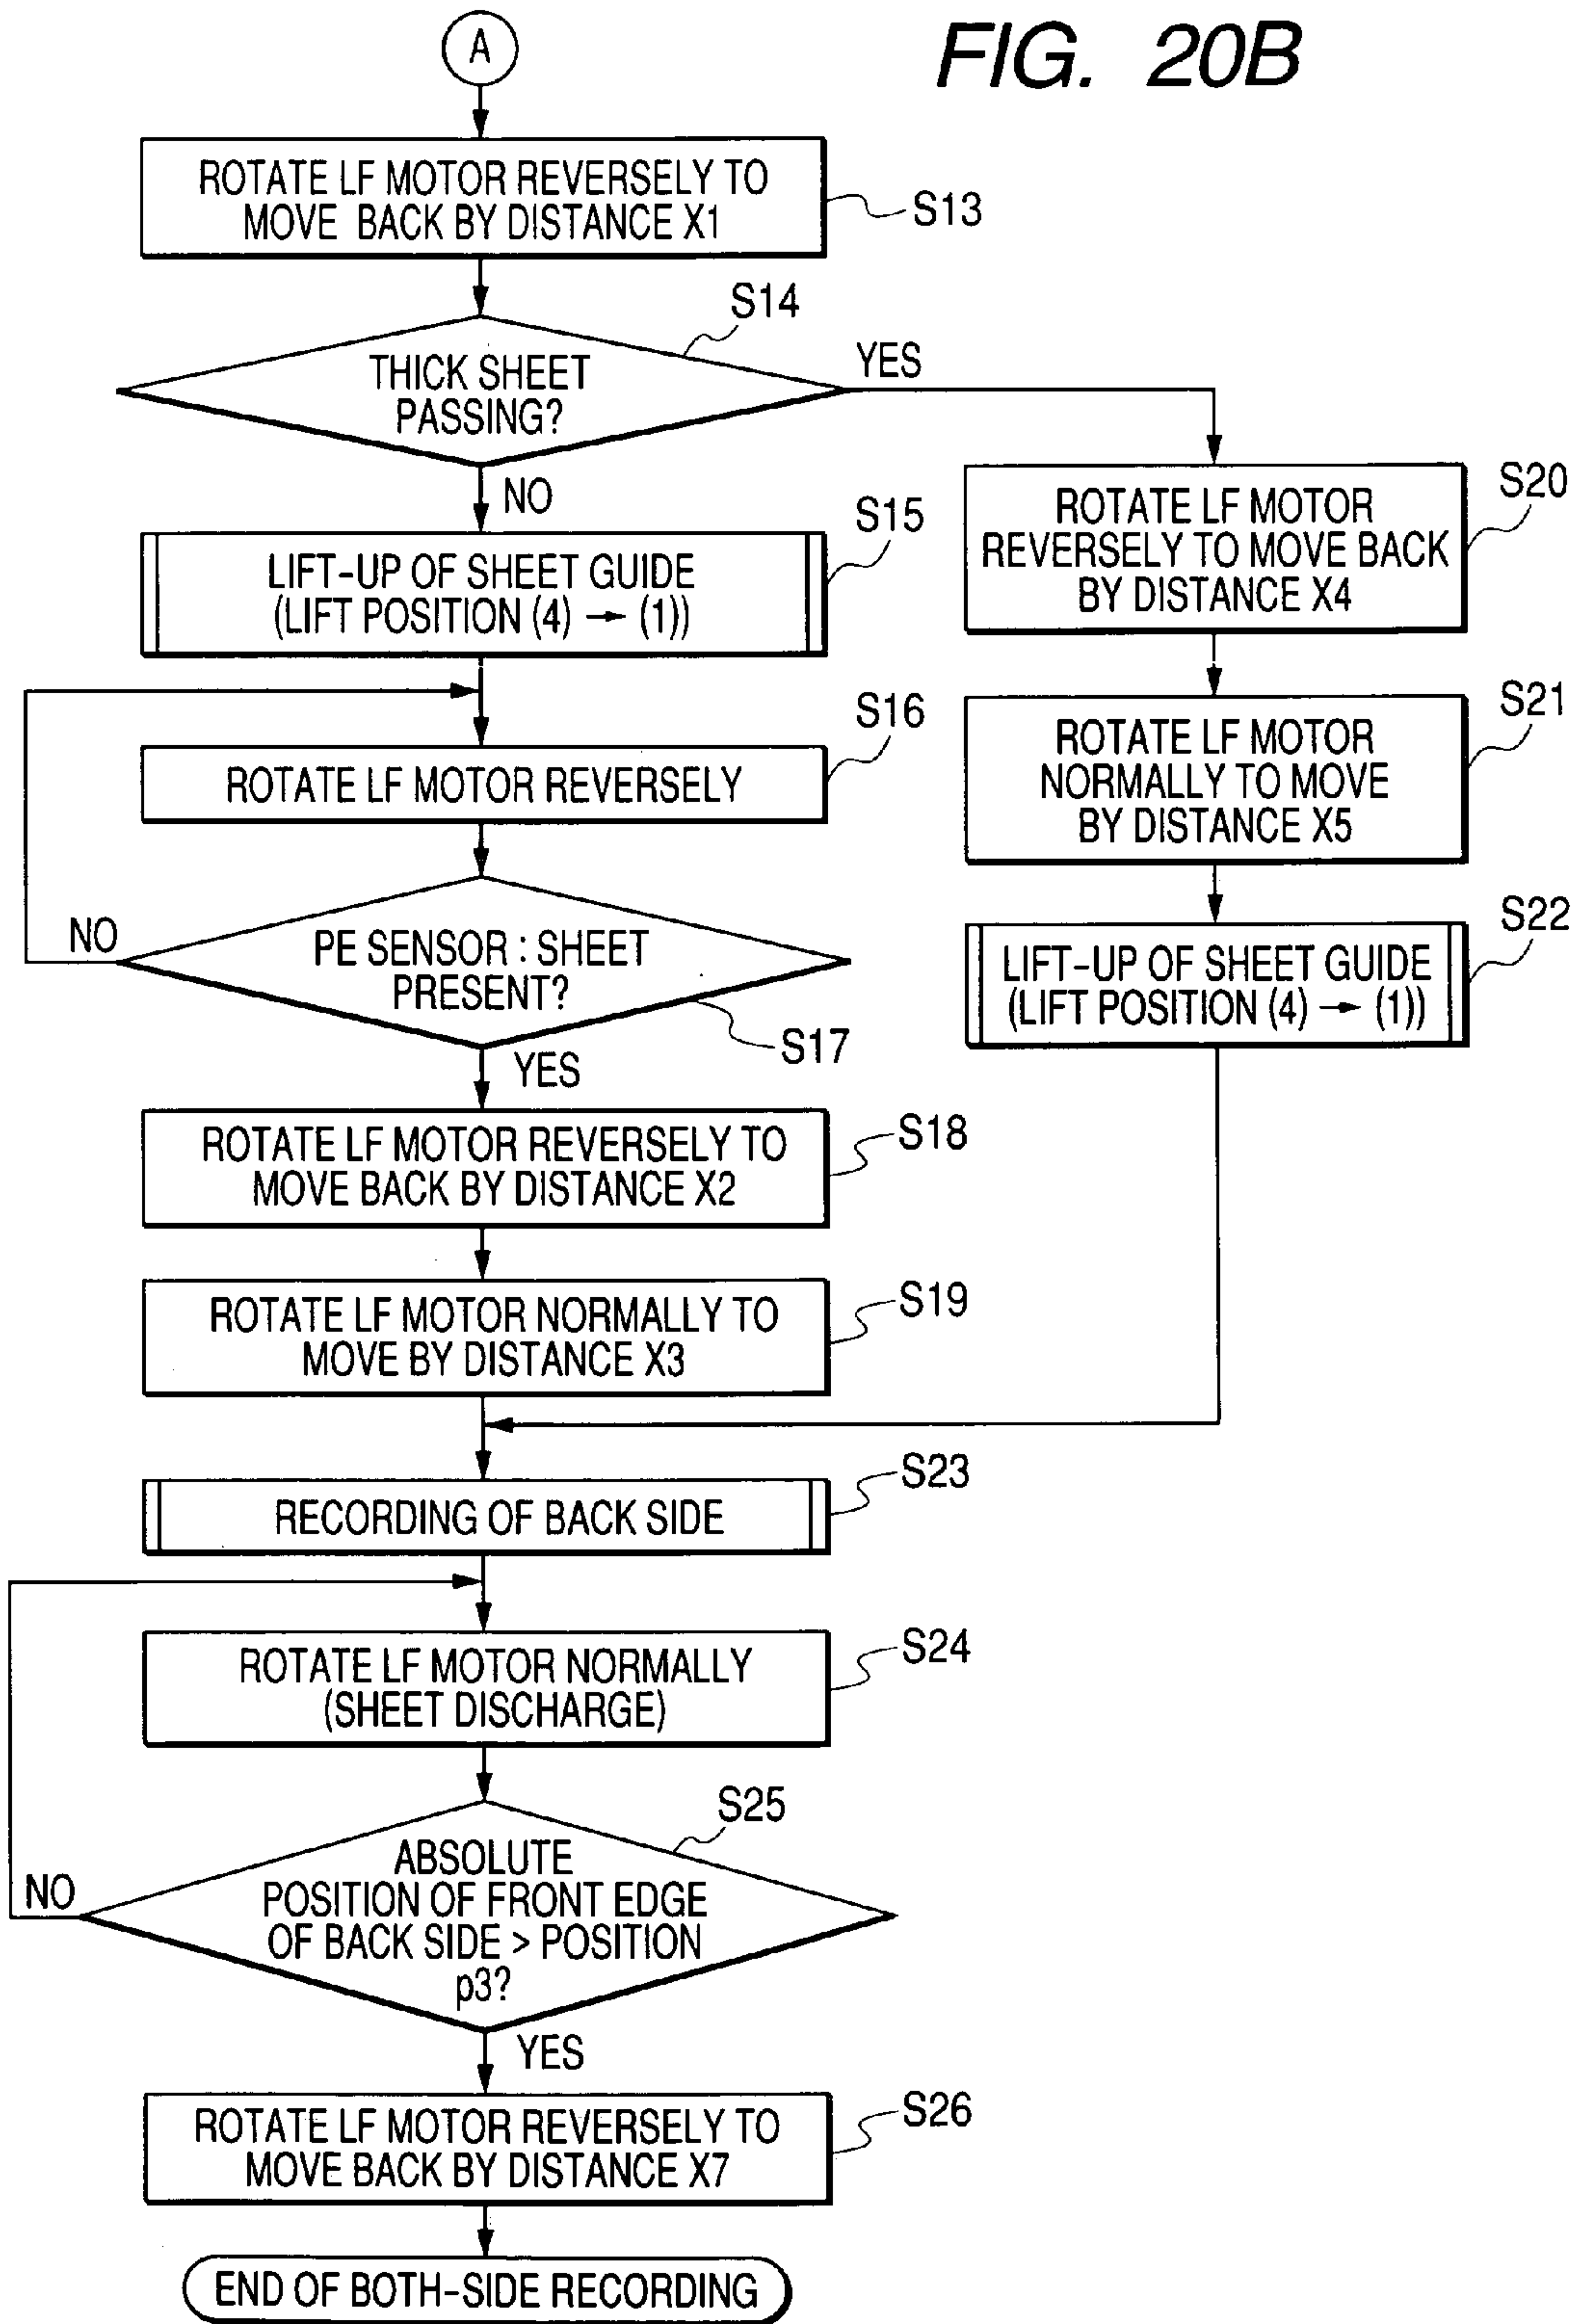 FIG. 20B
A
ROTATE LF MOTOR REVERSELY TO
MOVE BACK BY DISTANCE X1
S13
S14
THICK SHEET
PASSING?
YES
NO
S15
LIFT-UP OF SHEET GUIDE
(LIFT POSITION (4) → (1))
S20
ROTATE LF MOTOR
REVERSELY TO MOVE BACK
BY DISTANCE X4
S16
ROTATE LF MOTOR REVERSELY
S21
ROTATE LF MOTOR
NORMALLY TO MOVE
BY DISTANCE X5
NO
PE SENSOR : SHEET
PRESENT?
S17
YES
S22
LIFT-UP OF SHEET GUIDE
(LIFT POSITION (4) → (1))
ROTATE LF MOTOR REVERSELY TO
MOVE BACK BY DISTANCE X2
S18
ROTATE LF MOTOR NORMALLY TO
MOVE BY DISTANCE X3
S19
RECORDING OF BACK SIDE
S23
ROTATE LF MOTOR NORMALLY
(SHEET DISCHARGE)
S24
S25
NO
ABSOLUTE
POSITION OF FRONT EDGE
OF BACK SIDE > POSITION
p3?
YES
ROTATE LF MOTOR REVERSELY TO
MOVE BACK BY DISTANCE X7
S26
END OF BOTH-SIDE RECORDING